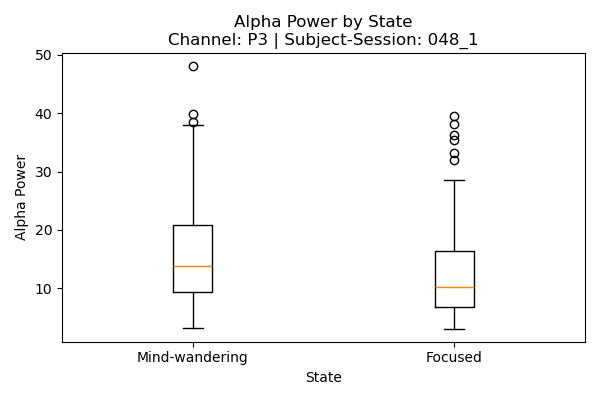 Alpha Power by State
Channel: P3 | Subject-Session: 048_1
50
40
30
20
10
Alpha Power
Mind-wandering
Focused
State